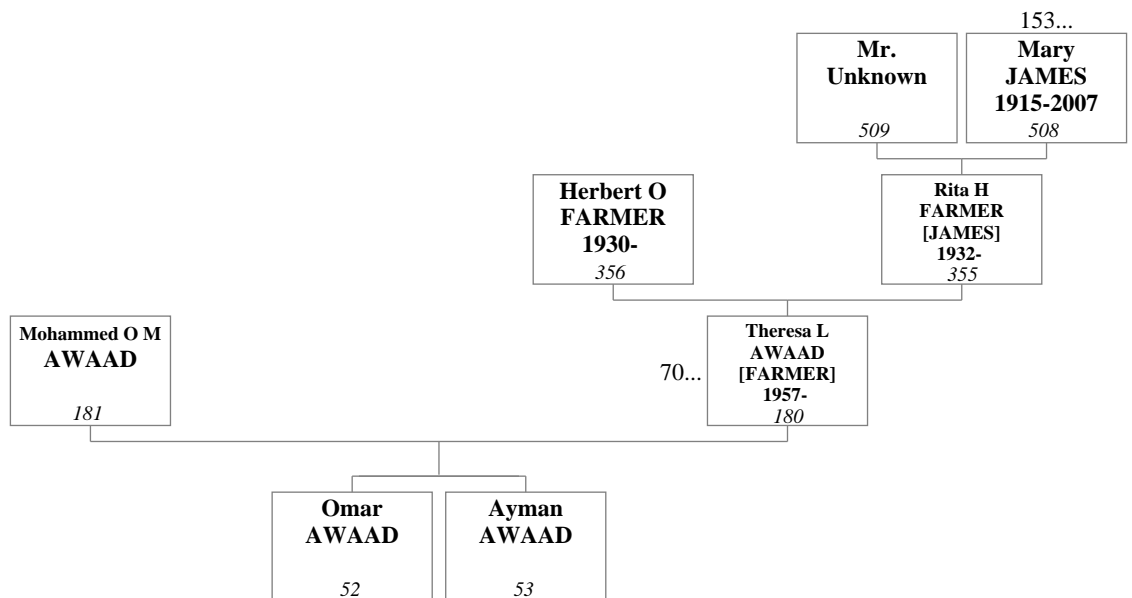 153...
Mr.
Unknown
509
Mary
JAMES
1915-2007
508
Herbert O
FARMER
1930-
356
Rita H
FARMER
[JAMES]
1932-
355
Mohammed O M
AWAAD
181
70...
Theresa L
AWAAD
[FARMER]
1957-
180
Omar
AWAAD
52
Ayman
AWAAD
53